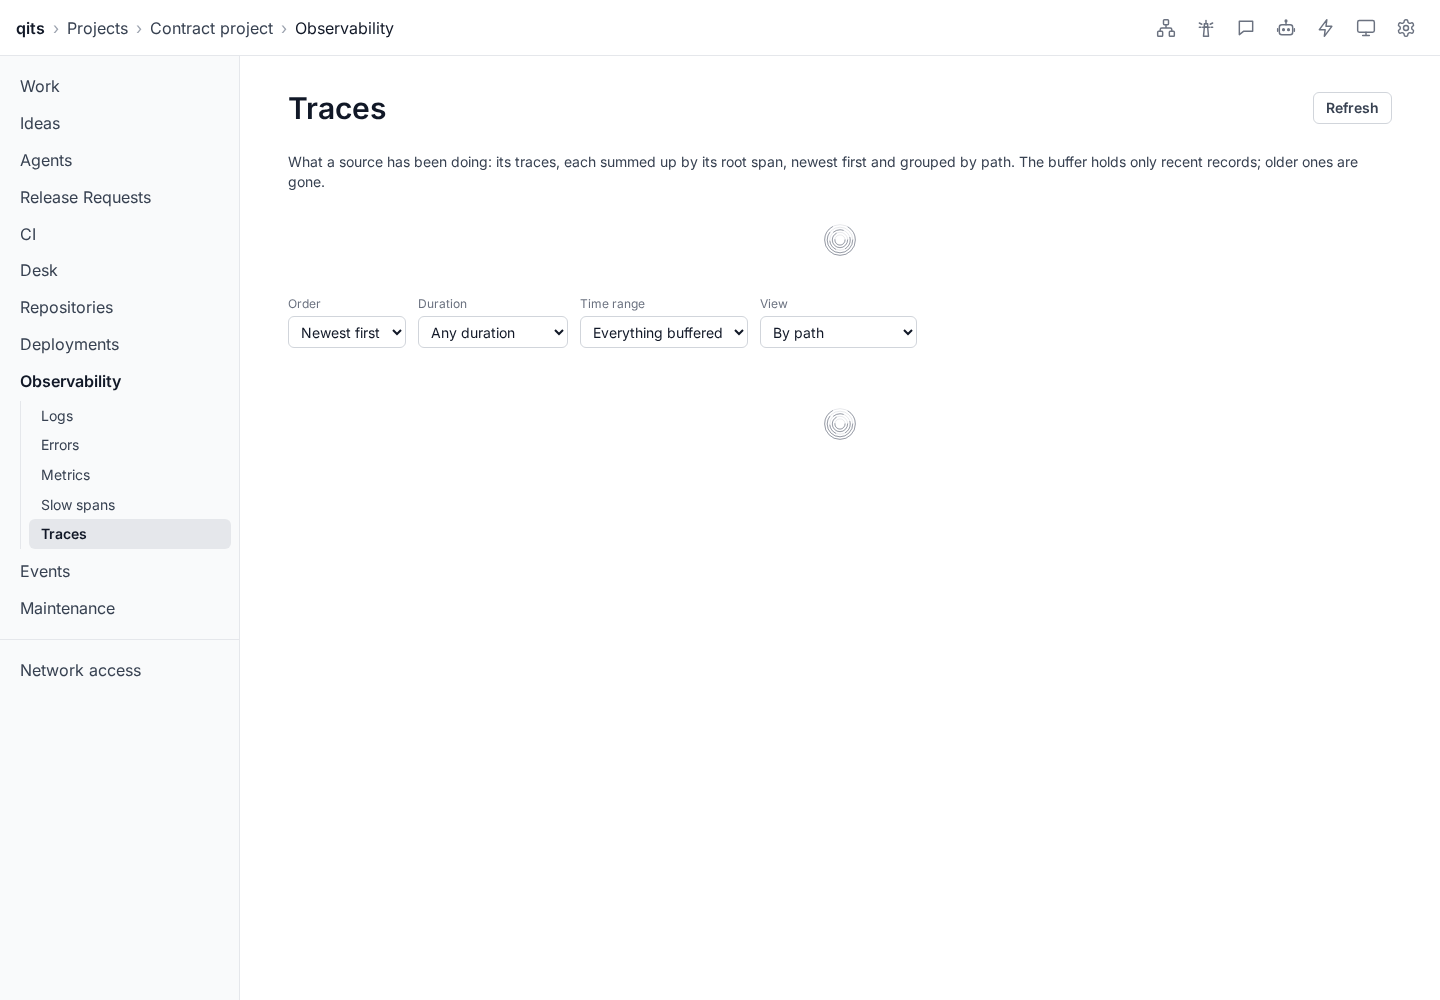 qits › Projects › Contract project › Observability
Work
Ideas
Agents
Release Requests
CI
Desk
Repositories
Deployments
Observability
Logs
Errors
Metrics
Slow spans
Traces
Events
Maintenance
Network access
Traces
Refresh
What a source has been doing: its traces, each summed up by its root span, newest first and grouped by path. The buffer holds only recent records; older ones are
gone.
Order Duration Time range View
Newest first Any duration Everything buffered By path